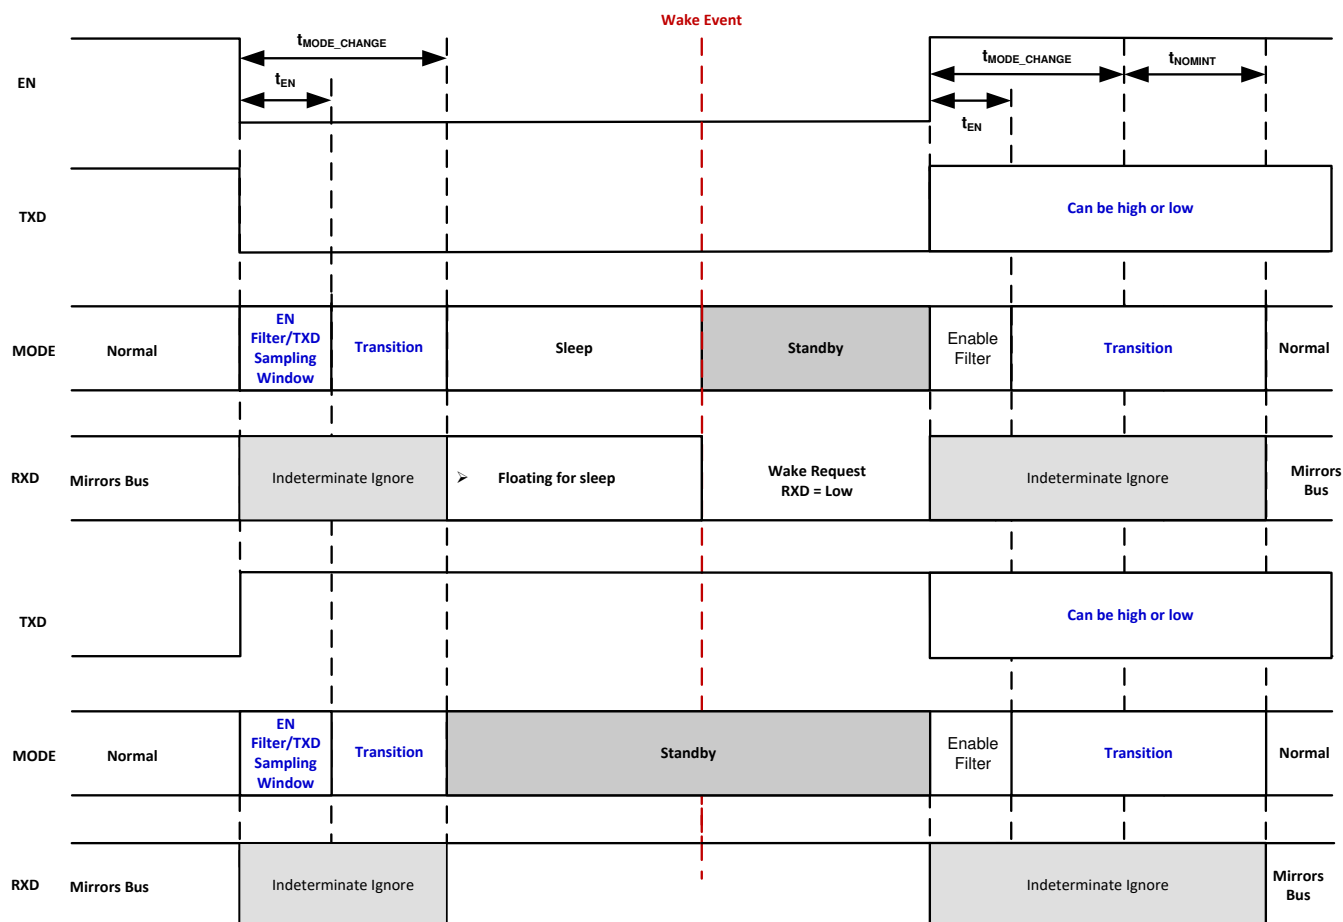 Wake Event
tMODE_CHANGE
tEN
EN
tMODE_CHANGE
tNOMINT
tEN
TXD
Can be high or low
MODE
Normal
EN
Filter/TXD
Sampling
Window
Transition
Sleep
Standby
Enable
Filter
Transition
Normal
RXD
Mirrors Bus
Indeterminate Ignore
➢ Floating for sleep
Wake Request
RXD = Low
Indeterminate Ignore
Mirrors
Bus
TXD
Can be high or low
MODE
Normal
EN
Filter/TXD
Sampling
Window
Transition
Standby
Enable
Filter
Transition
Normal
RXD
Mirrors Bus
Indeterminate Ignore
Indeterminate Ignore
Mirrors
Bus